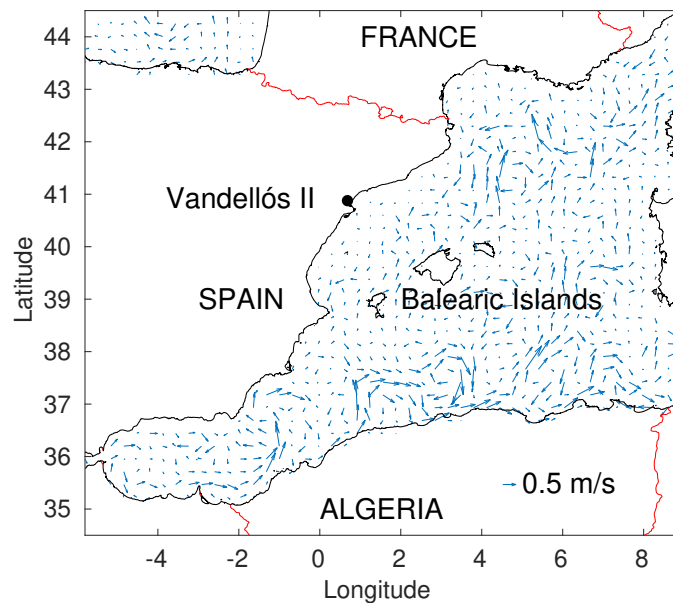 44
43
42
41
40
39
38
37
36
35
Latitude
FRANCE
Vandellós II
SPAIN
Balearic Islands
0.5 m/s
ALGERIA
-4
-2
0
2
4
6
8
Longitude